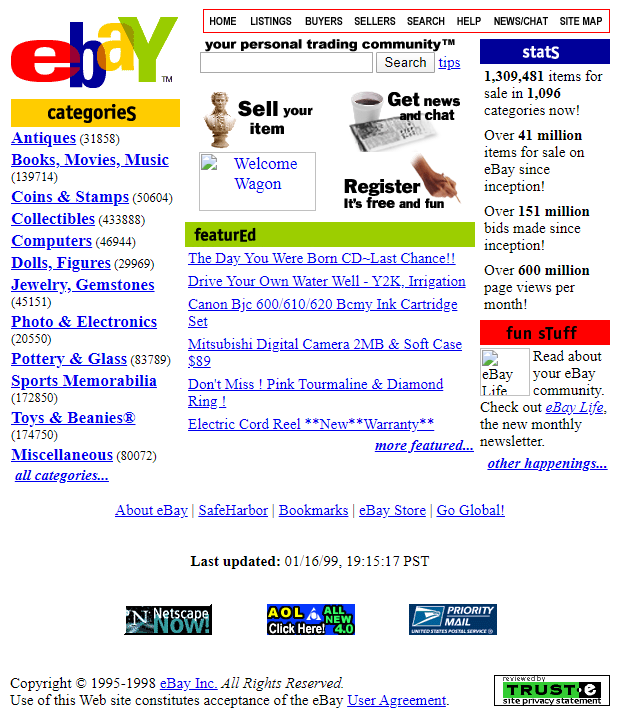 ebaY™
HOME LISTINGS BUYERS SELLERS SEARCH HELP NEWS/CHAT SITE MAP
your personal trading community™
Search tips
categorieS
Antiques (31858)
Books, Movies, Music
(139714)
Coins & Stamps (50604)
Collectibles (433888)
Computers (46944)
Dolls, Figures (29969)
Jewelry, Gemstones
(45151)
Photo & Electronics
(20550)
Pottery & Glass (83789)
Sports Memorabilia
(172850)
Toys & Beanies®
(174750)
Miscellaneous (80072)
all categories...
Sell your
item
Get news
and chat
Welcome
Wagon
Register
It's free and fun
featurEd
The Day You Were Born CD~Last Chance!!
Drive Your Own Water Well - Y2K, Irrigation
Canon Bjc 600/610/620 Bcmy Ink Cartridge
Set
Mitsubishi Digital Camera 2MB & Soft Case
$89
Don't Miss ! Pink Tourmaline & Diamond
Ring !
Electric Cord Reel **New**Warranty**
more featured...
statS
1,309,481 items for
sale in 1,096
categories now!
Over 41 million
items for sale on
eBay since
inception!
Over 151 million
bids made since
inception!
Over 600 million
page views per
month!
fun sTuff
eBay
Life
Read about
your eBay
community.
Check out eBay Life,
the new monthly
newsletter.
other happenings...
About eBay | SafeHarbor | Bookmarks | eBay Store | Go Global!
Last updated: 01/16/99, 19:15:17 PST
N Netscape
Now!
AOL ALL
NEW
Click Here! 4.0
PRIORITY
MAIL
UNITED STATES POSTAL SERVICE
Copyright © 1995-1998 eBay Inc. All Rights Reserved.
Use of this Web site constitutes acceptance of the eBay User Agreement.
reviewed by
TRUSTe
site privacy statement